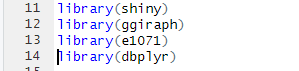 11 library(shiny)
12 library(ggiraph)
13 library(e1071)
14 library(dbplyr)